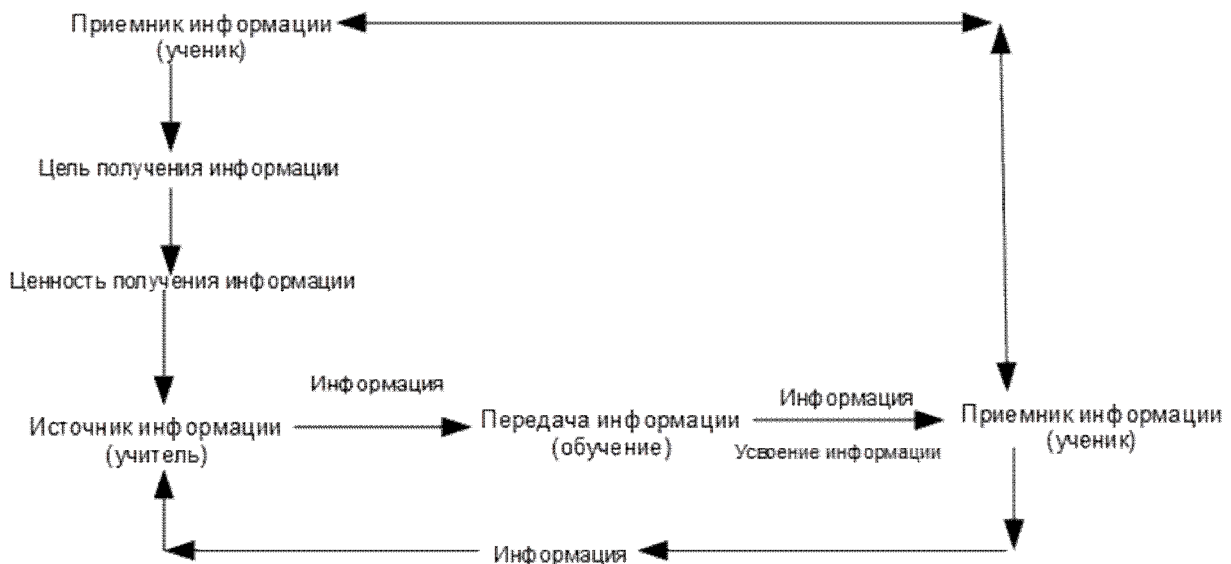 Приемник информации
(ученик)
Цель получения информации
Ценность получения информации
Информация
Источник информации
(учитель)
Передача информации
(обучение)
Информация
Усвоение информации
Приемник информации
(ученик)
Информация